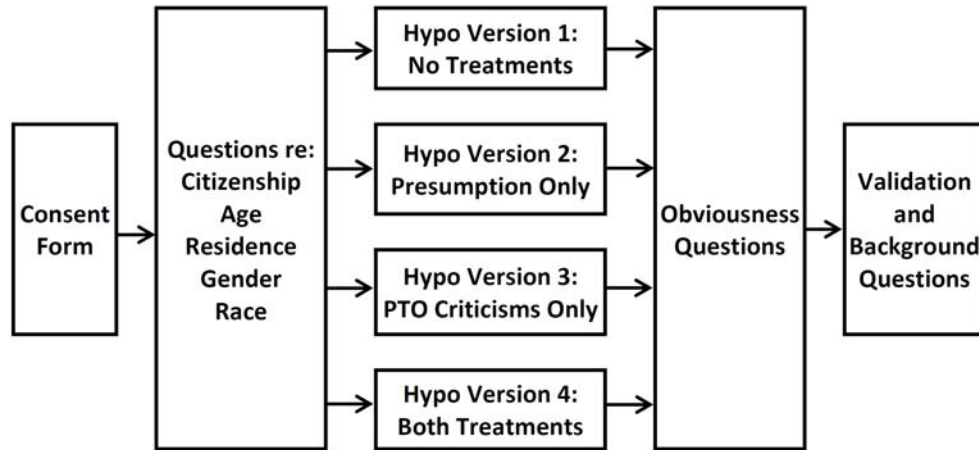 Consent
Form
Questions re:
Citizenship
Age
Residence
Gender
Race
Hypo Version 1:
No Treatments
Hypo Version 2:
Presumption Only
Hypo Version 3:
PTO Criticisms Only
Hypo Version 4:
Both Treatments
Obviousness
Questions
Validation
and
Background
Questions